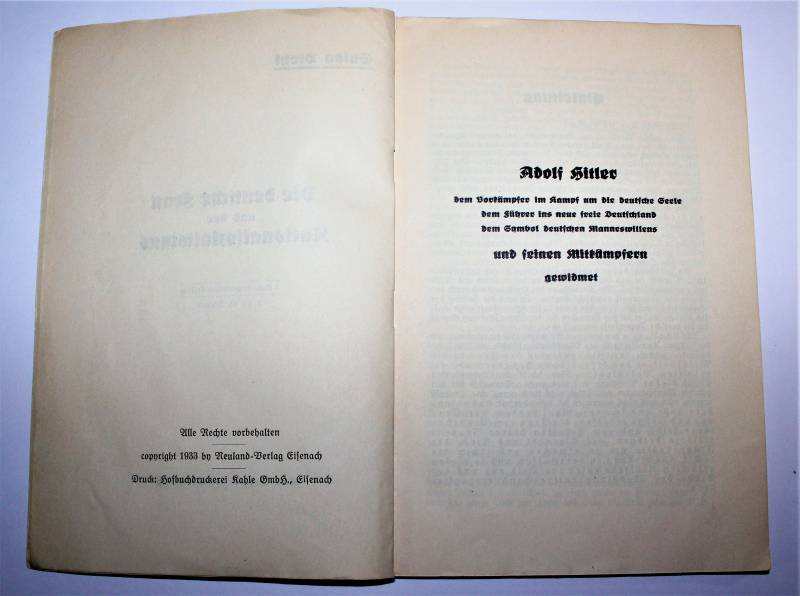 Alle Rechte vorbehalten
copyright 1933 by Neuland-Verlag Eisenach
Druck: Hofbuchdruckerei Kahle GmbH., Eisenach
Adolf Hitler
dem Vorkämpfer im Kampf um die deutsche Seele
dem Führer ins neue freie Deutschland
dem Symbol deutschen Manneswillens
und seinen Mitkämpfern
gewidmet